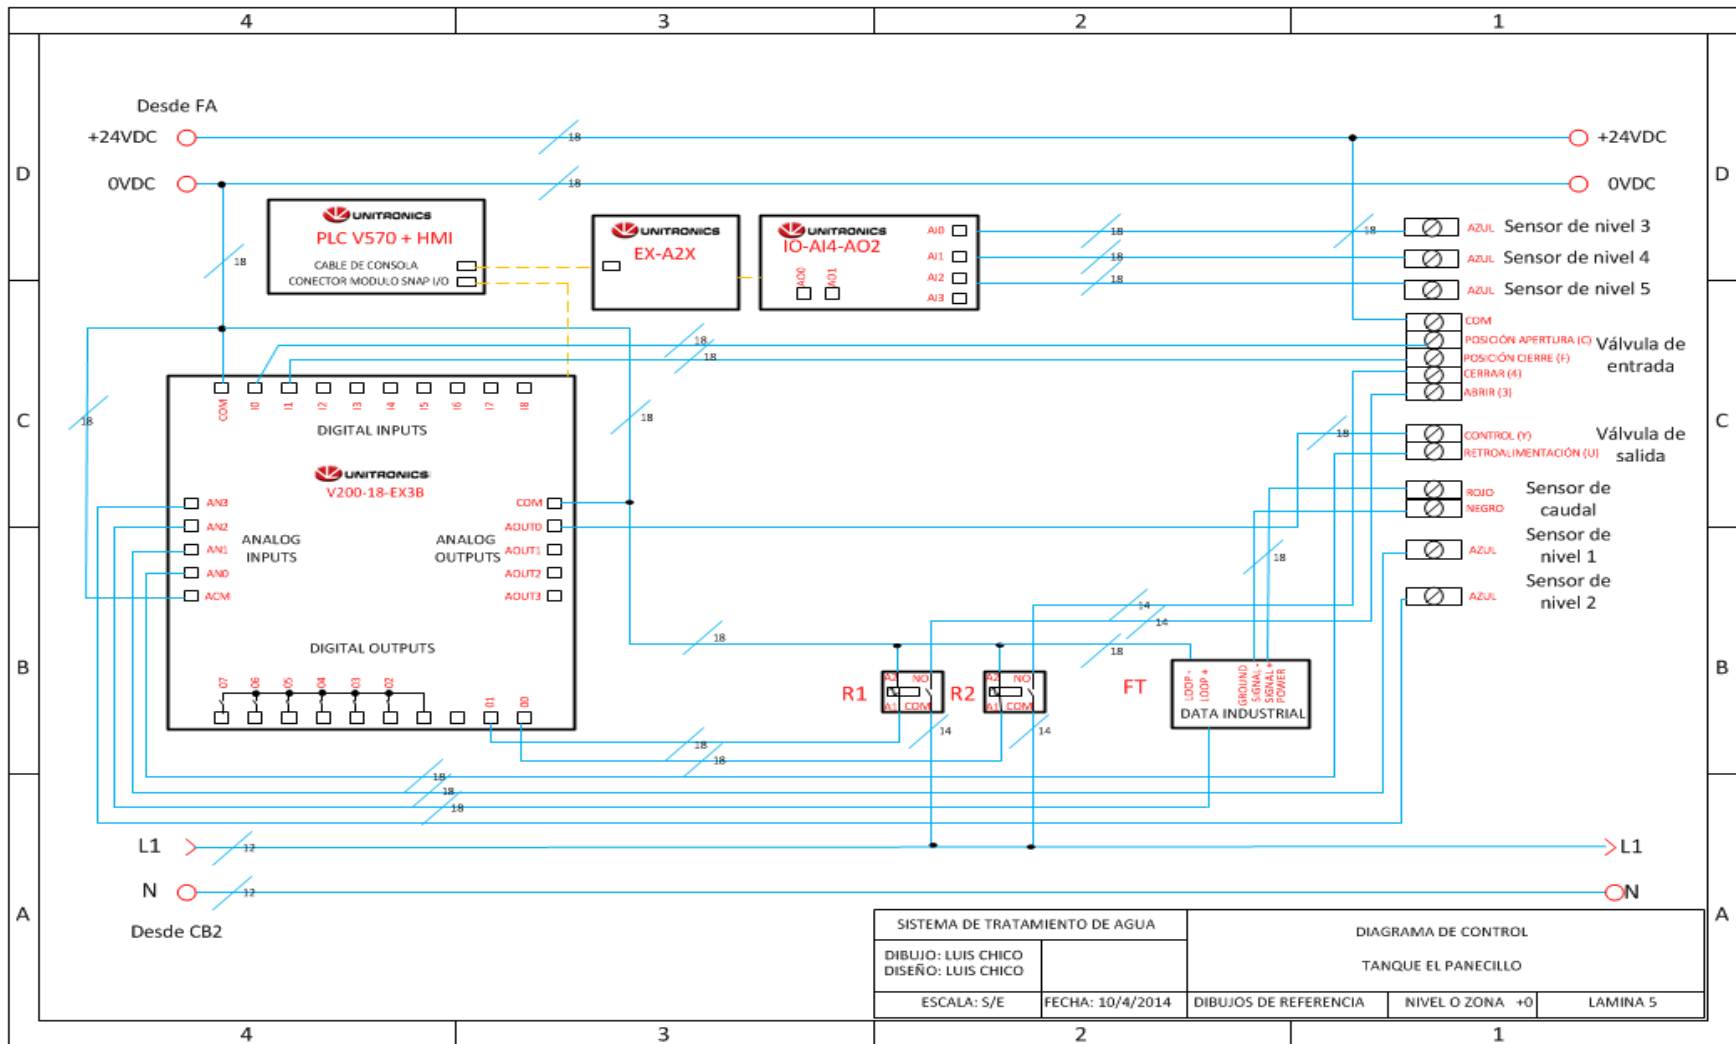 4 3 2 1
Desde FA
+24VDC 18 +24VDC
D D
0VDC 18 0VDC
UNITRONICS
PLC V570 + HMI
CABLE DE CONSOLA
CONECTOR MODULO SNAP I/O
18
UNITRONICS
EX-A2X
UNITRONICS
IO-AI4-AO2
AO0 AO1
AI0
AI1
AI2
AI3
18 18
18
18
AZUL Sensor de nivel 3
AZUL Sensor de nivel 4
AZUL Sensor de nivel 5
COM
POSICIÓN APERTURA (C)
POSICIÓN CIERRE (F)
CERRAR (4)
ABRIR (3)
Válvula de
entrada
18
18
18
18
18
C C
COM I0 I1 I2 I3 I4 I5 I6 I7 I8
DIGITAL INPUTS
UNITRONICS
V200-18-EX3B
AN3
AN2
AN1
AN0
ACM
ANALOG
INPUTS
ANALOG
OUTPUTS
COM
AOUT0
AOUT1
AOUT2
AOUT3
DIGITAL OUTPUTS
O7 O6 O5 O4 O3 O2 O1 O0
CONTROL (Y)
RETROALIMENTACIÓN (U)
Válvula de
salida
ROJO
NEGRO
Sensor de
caudal
AZUL
Sensor de
nivel 1
AZUL
Sensor de
nivel 2
18
14
14
18
18
B B
R1
A2 NO
A1 COM
R2
A2 NO
A1 COM
FT
LOOP -
LOOP +
GROUND
SIGNAL -
SIGNAL +
POWER
DATA INDUSTRIAL
14
14
18
18
18
18
18
L1 12 L1
N 12 N
A A
Desde CB2
SISTEMA DE TRATAMIENTO DE AGUA
DIBUJO: LUIS CHICO
DISEÑO: LUIS CHICO
ESCALA: S/E
FECHA: 10/4/2014
DIAGRAMA DE CONTROL
TANQUE EL PANECILLO
DIBUJOS DE REFERENCIA
NIVEL O ZONA +0
LAMINA 5
4 3 2 1